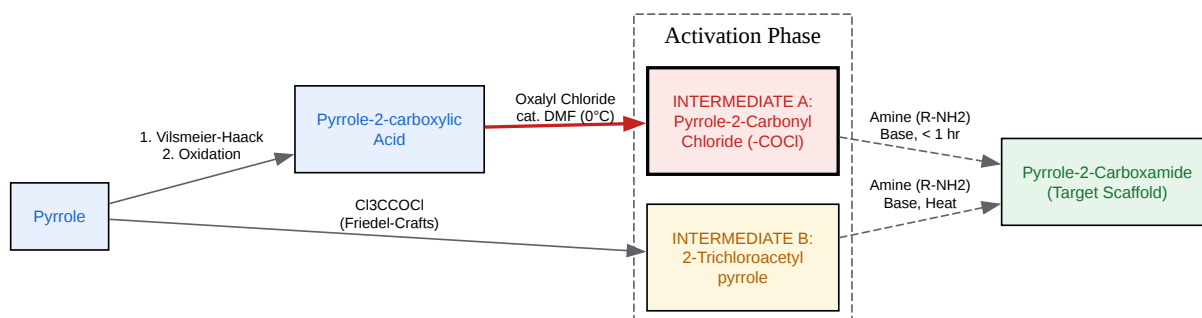 Activation Phase
Pyrrole
1. Vilsmeier-Haack
2. Oxidation
Pyrrole-2-carboxylic
Acid
Oxalyl Chloride
cat. DMF (0°C)
INTERMEDIATE A:
Pyrrole-2-Carbonyl
Chloride (-COCl)
Amine (R-NH2)
Base, < 1 hr
Cl3CCOCl
(Friedel-Crafts)
INTERMEDIATE B:
2-Trichloroacetyl
pyrrole
Amine (R-NH2)
Base, Heat
Pyrrole-2-Carboxamide
(Target Scaffold)